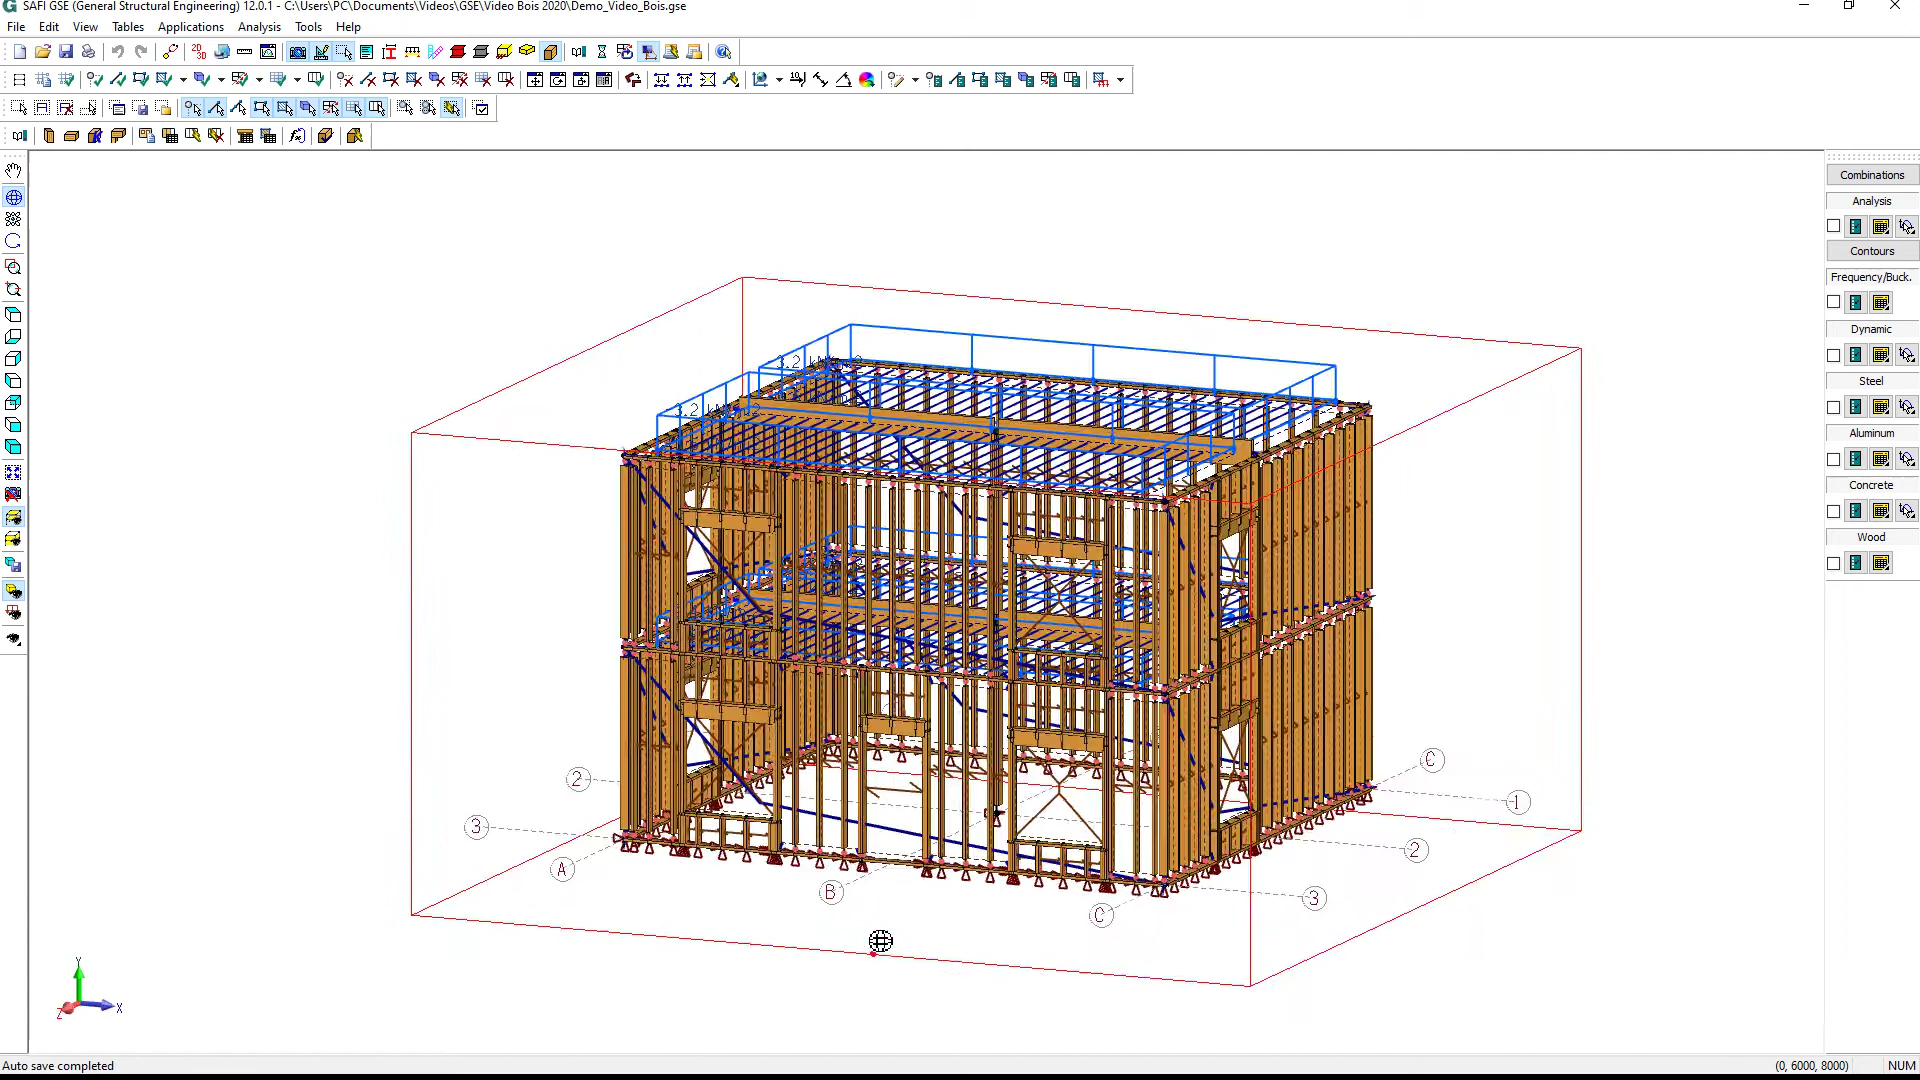 SAFI GSE (General Structural Engineering) 12.0.1 - C:\Users\PC\Documents\Videos\GSE\Video Bois 2020\Demo_Video_Bois.gse
File Edit View Tables Applications Analysis Tools Help
Combinations
Analysis
Contours
Frequency/Buck.
Dynamic
Steel
Aluminum
Concrete
Wood
C
2
1
3
2
A
B
3
C
Y
X
Z
Auto save completed
(0, 6000, 8000)
NUM